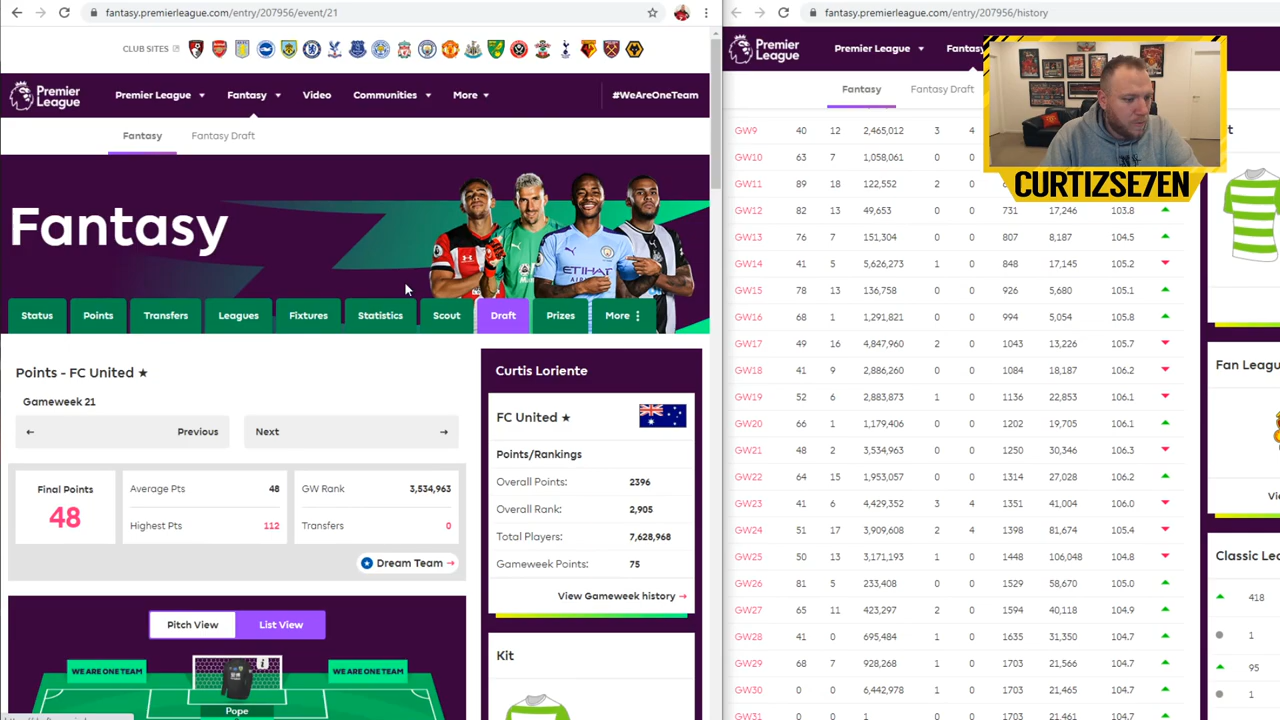 fantasy.premierleague.com/entry/207956/event/21
CLUB SITES
Premier League
Premier League Fantasy Video Communities More
#WeAreOneTeam
Fantasy Fantasy Draft
Fantasy
ETIHAD
AIRWAYS
Status Points Transfers Leagues Fixtures Statistics Scout Draft Prizes More
Points - FC United ★
Gameweek 21
← Previous Next →
Final Points
48
Average Pts 48
Highest Pts 112
GW Rank 3,534,963
Transfers 0
Dream Team →
Pitch View List View
WE ARE ONE TEAM WE ARE ONE TEAM
Pope
Curtis Loriente
FC United ★
Points/Rankings
Overall Points: 2396
Overall Rank: 2,905
Total Players: 7,628,968
Gameweek Points: 75
View Gameweek history →
Kit
fantasy.premierleague.com/entry/207956/history
Premier League
Premier League Fantas
Fantasy Fantasy Draft
CURTIZSE7EN
GW9 40 12 2,465,012 3 4
GW10 63 7 1,058,061 0 0
GW11 89 18 122,552 2
GW12 82 13 49,653 0 0 731 17,246 103.8
GW13 76 7 151,304 0 0 807 8,187 104.5
GW14 41 5 5,626,273 1 0 848 17,145 105.2
GW15 78 13 136,758 0 0 926 5,680 105.1
GW16 68 1 1,291,821 0 0 994 5,054 105.8
GW17 49 16 4,847,960 2 0 1043 13,226 105.7
GW18 41 9 2,886,260 0 0 1084 18,187 106.2
GW19 52 6 2,883,873 1 0 1136 22,853 106.1
GW20 66 1 1,179,406 0 0 1202 19,705 106.1
GW21 48 2 3,534,963 0 0 1250 30,346 106.3
GW22 64 15 1,953,057 0 0 1314 27,028 106.2
GW23 41 6 4,429,352 3 4 1351 41,004 106.0
GW24 51 17 3,909,608 2 4 1398 81,674 105.4
GW25 50 13 3,171,193 1 0 1448 106,048 104.8
GW26 81 5 233,408 0 0 1529 58,670 105.0
GW27 65 11 423,297 2 0 1594 40,118 104.9
GW28 41 0 695,484 1 0 1635 31,350 104.7
GW29 68 7 928,268 1 0 1703 21,566 104.7
GW30 0 0 6,442,978 1 0 1703 21,465 104.7
GW31 0 0 1 0 0 1703 21,461 104.7
Fan Leagu
Vi
Classic Le
418
1
95
1